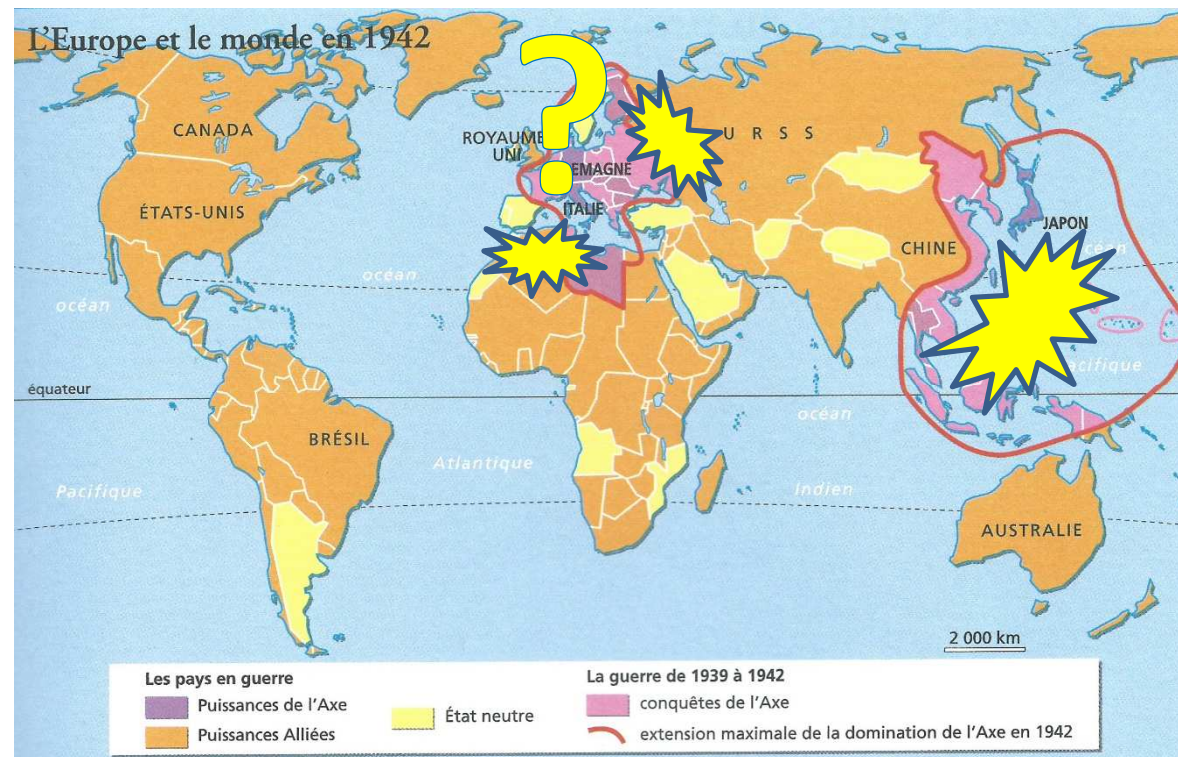 L'Europe et le monde en 1942
?
CANADA
ROYAUME
UNI
U R S S
EMAGNE
ÉTATS-UNIS
ITALIE
JAPON
CHINE
océan
océan
océan
acifique
équateur
océan
BRÉSIL
Atlantique
Pacifique
Indien
AUSTRALIE
2 000 km
Les pays en guerre
Puissances de l'Axe
Puissances Alliées
État neutre
La guerre de 1939 à 1942
conquêtes de l'Axe
extension maximale de la domination de l'Axe en 1942